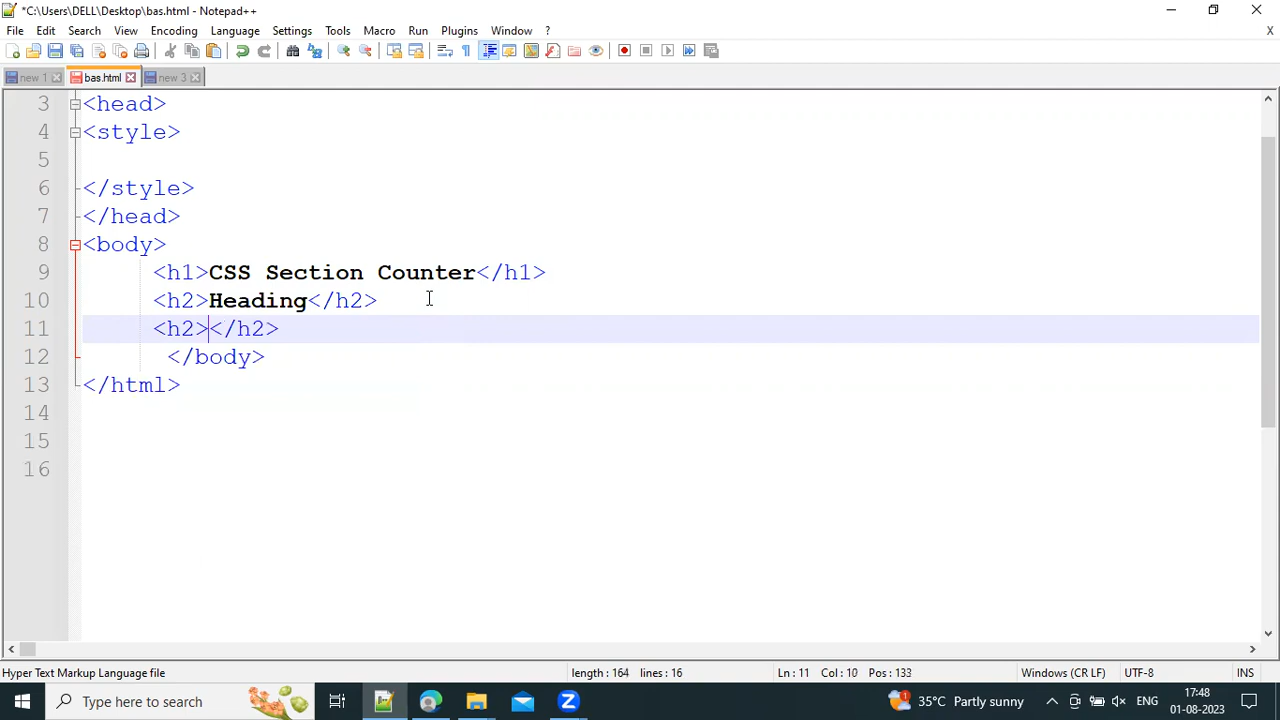 *C:\Users\DELL\Desktop\bas.html - Notepad++
File Edit Search View Encoding Language Settings Tools Macro Run Plugins Window ? X
new 1 bas.html new 3
3 <head>
4 <style>
5
6 </style>
7 </head>
8 <body>
9 <h1>CSS Section Counter</h1>
10 <h2>Heading</h2>
11 <h2></h2>
12 </body>
13 </html>
14
15
16
Hyper Text Markup Language file length : 164 lines : 16 Ln : 11 Col : 10 Pos : 133 Windows (CR LF) UTF-8 INS
Type here to search 35°C Partly sunny ENG 17:48
01-08-2023